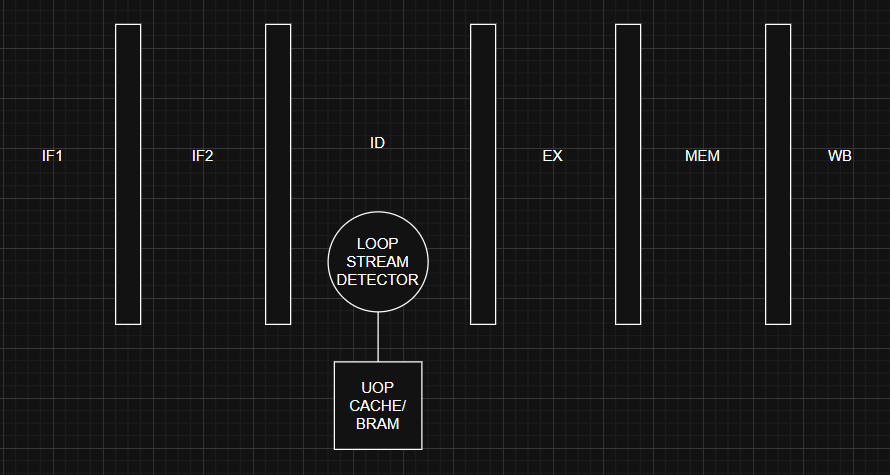 IF1
IF2
ID
EX
MEM
WB
LOOP
STREAM
DETECTOR
UOP
CACHE/
BRAM